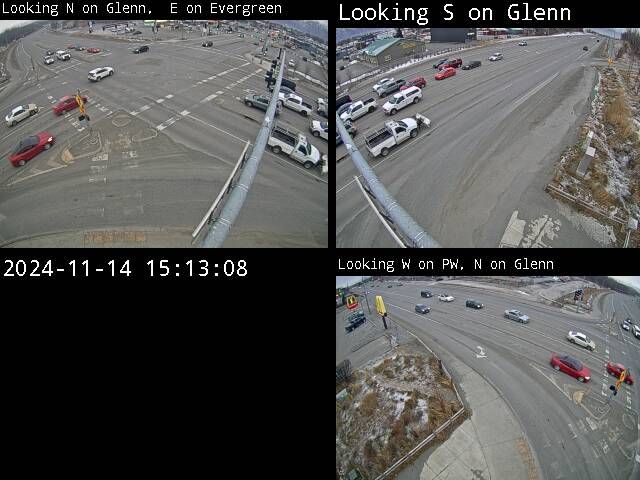 Looking N on Glenn,  E on Evergreen
Looking S on Glenn
2024-11-14 15:13:08
Looking W on PW, N on Glenn